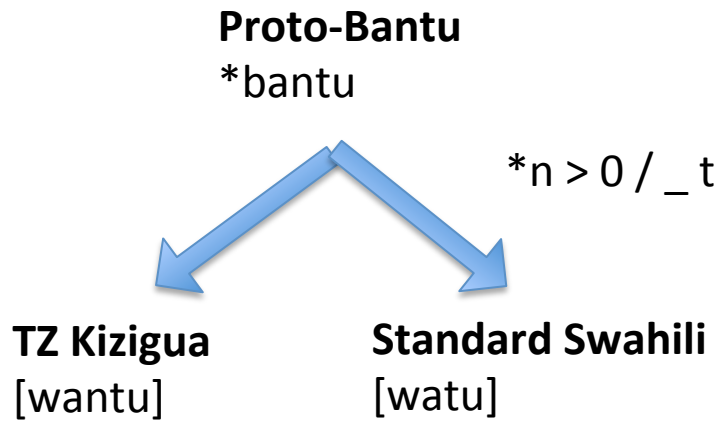 Proto-Bantu
*bantu
*n > 0 / _ t
TZ Kizigua
[wantu]
Standard Swahili
[watu]